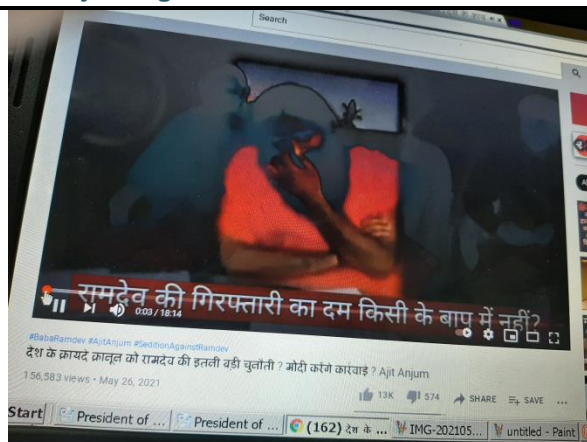 Search
रामदेव की गिरफ्तारी का दम किसी के बाप में नहीं?
0:03 / 18:14
#BabaRamdev #AjitAnjum #SeditionAgainstRamdev
देश के क़ायदे क़ानून को रामदेव की इतनी बड़ी चुनौती ? मोदी करेंगे कार्रवाई ? Ajit Anjum
156,583 views • May 26, 2021
13K 574 SHARE SAVE ...
Start President of ... President of ... (162) देश के ... IMG-202105... untitled - Paint